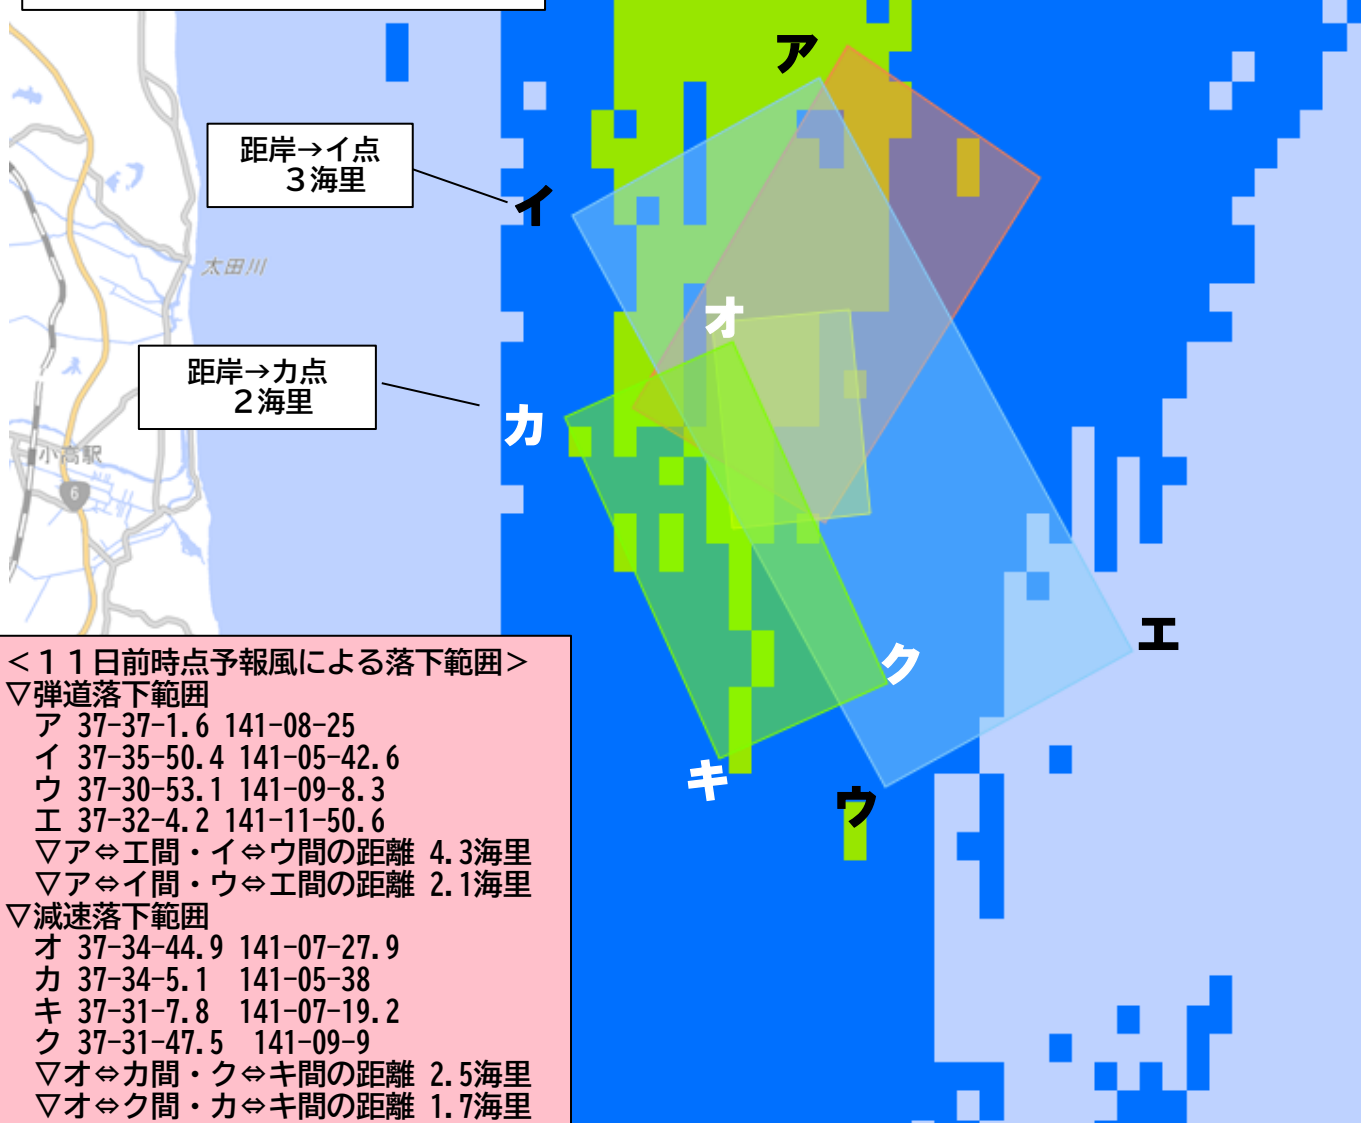 ア
距岸→イ点
3海里
イ
太田川
オ
距岸→カ点
2海里
カ
小高駅
6
エ
ク
キ
ウ
<11日前時点予報風による落下範囲>
▽弾道落下範囲
ア 37-37-1.6 141-08-25
イ 37-35-50.4 141-05-42.6
ウ 37-30-53.1 141-09-8.3
エ 37-32-4.2 141-11-50.6
▽ア⇔エ間・イ⇔ウ間の距離 4.3海里
▽ア⇔イ間・ウ⇔エ間の距離 2.1海里
▽減速落下範囲
オ 37-34-44.9 141-07-27.9
カ 37-34-5.1 141-05-38
キ 37-31-7.8 141-07-19.2
ク 37-31-47.5 141-09-9
▽オ⇔カ間・ク⇔キ間の距離 2.5海里
▽オ⇔ク間・カ⇔キ間の距離 1.7海里